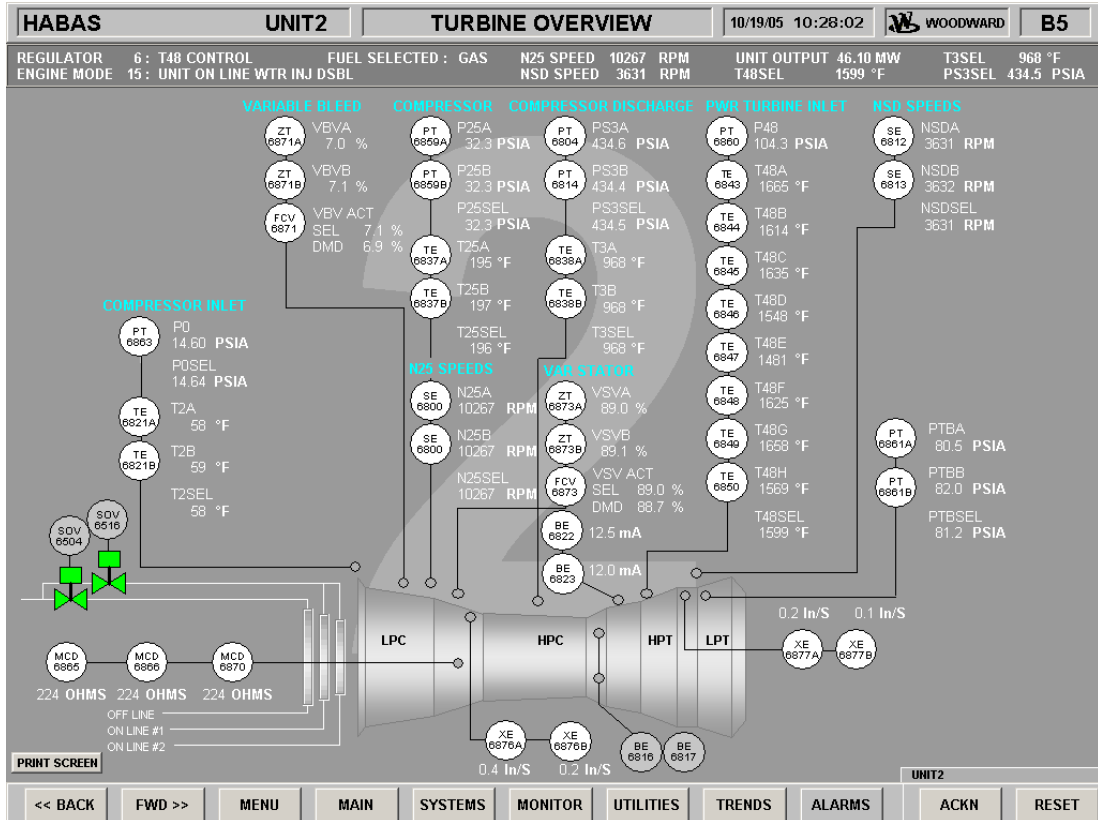 HABAS UNIT2 TURBINE OVERVIEW 10/19/05 10:28:02 WOODWARD B5
REGULATOR 6 : T48 CONTROL FUEL SELECTED : GAS N25 SPEED 10267 RPM UNIT OUTPUT 46.10 MW T3SEL 968 °F
ENGINE MODE 15 : UNIT ON LINE WTR INJ DSBL NSD SPEED 3631 RPM T48SEL 1599 °F PS3SEL 434.5 PSIA
VARIABLE BLEED
ZT 6871A VBVA 7.0 %
ZT 6871B VBVB 7.1 %
FCV 6871 VBV ACT
SEL 7.1 %
DMD 6.9 %
COMPRESSOR
PT 6859A P25A 32.3 PSIA
PT 6859B P25B 32.3 PSIA
P25SEL 32.3 PSIA
TE 6837A T25A 195 °F
TE 6837B T25B 197 °F
T25SEL 196 °F
COMPRESSOR DISCHARGE
PT 6804 PS3A 434.6 PSIA
PT 6814 PS3B 434.4 PSIA
PS3SEL 434.5 PSIA
TE 6838A T3A 968 °F
TE 6838B T3B 968 °F
T3SEL 968 °F
PWR TURBINE INLET
PT 6860 P48 104.3 PSIA
TE 6843 T48A 1665 °F
TE 6844 T48B 1614 °F
TE 6845 T48C 1635 °F
TE 6846 T48D 1548 °F
TE 6847 T48E 1481 °F
TE 6848 T48F 1625 °F
TE 6849 T48G 1658 °F
TE 6850 T48H 1569 °F
T48SEL 1599 °F
NSD SPEEDS
SE 6812 NSDA 3631 RPM
SE 6813 NSDB 3632 RPM
NSDSEL 3631 RPM
COMPRESSOR INLET
PT 6863 P0 14.60 PSIA
P0SEL 14.64 PSIA
TE 6821A T2A 58 °F
TE 6821B T2B 59 °F
T2SEL 58 °F
N25 SPEEDS
SE 6800 N25A 10267 RPM
SE 6800 N25B 10267 RPM
N25SEL 10267 RPM
VAR STATOR
ZT 6873A VSVA 89.0 %
ZT 6873B VSVB 89.1 %
FCV 6873 VSV ACT
SEL 89.0 %
DMD 88.7 %
BE 6822 12.5 mA
BE 6823 12.0 mA
PT 6861A PTBA 80.5 PSIA
PT 6861B PTBB 82.0 PSIA
PTBSEL 81.2 PSIA
SOV 6504
SOV 6516
2
LPC HPC HPT LPT
0.2 In/S 0.1 In/S
XE 6877A XE 6877B
MCD 6865 MCD 6866 MCD 6870
224 OHMS 224 OHMS 224 OHMS
OFF LINE
ON LINE #1
ON LINE #2
XE 6876A XE 6876B
0.4 In/S 0.2 In/S
BE 6816 BE 6817
PRINT SCREEN
UNIT2
<< BACK FWD >> MENU MAIN SYSTEMS MONITOR UTILITIES TRENDS ALARMS ACKN RESET